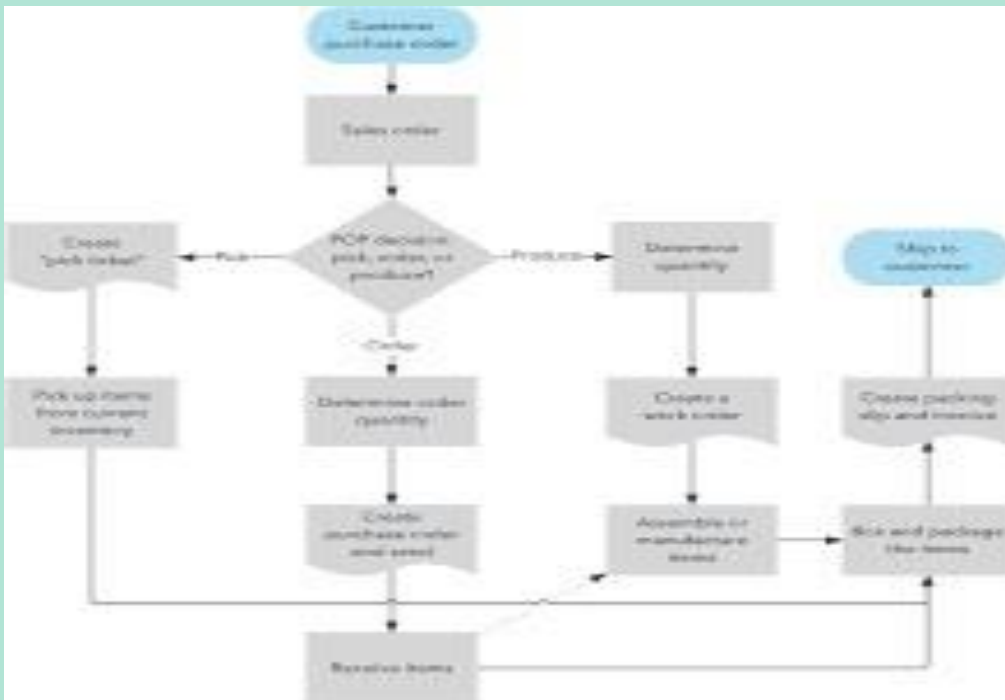 Customer
purchase order
Sales order
POP decision:
pick, order, or
produce?
Pick
Produce
Order
Create
"pick ticket"
Determine
quantity
Ship to
customer
Pick up items
from current
inventory
Determine order
quantity
Create a
work order
Create packing
slip and invoice
Create
purchase order
and send
Assemble or
manufacture
items
Box and package
the items
Receive items